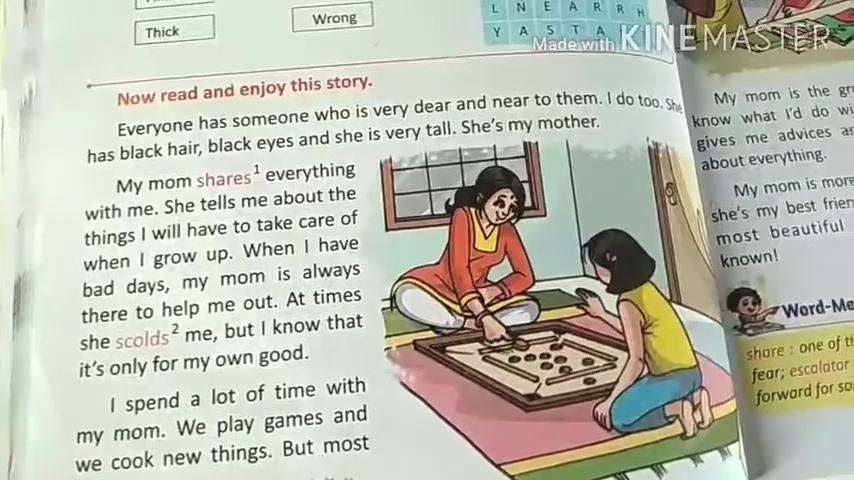 Thick
Wrong
L N E A R R H
Y A S T A
Made with KINEMASTER
Now read and enjoy this story.
Everyone has someone who is very dear and near to them. I do too. She
has black hair, black eyes and she is very tall. She's my mother.
My mom shares¹ everything
with me. She tells me about the
things I will have to take care of
when I grow up. When I have
bad days, my mom is always
there to help me out. At times
she scolds² me, but I know that
it's only for my own good.
I spend a lot of time with
my mom. We play games and
we cook new things. But most
My mom is the
know what I'd do
gives me advices
about everything.
My mom is more
she's my best
most beautiful
known!
Word-Me
share : one of
fear; escalator
forward for